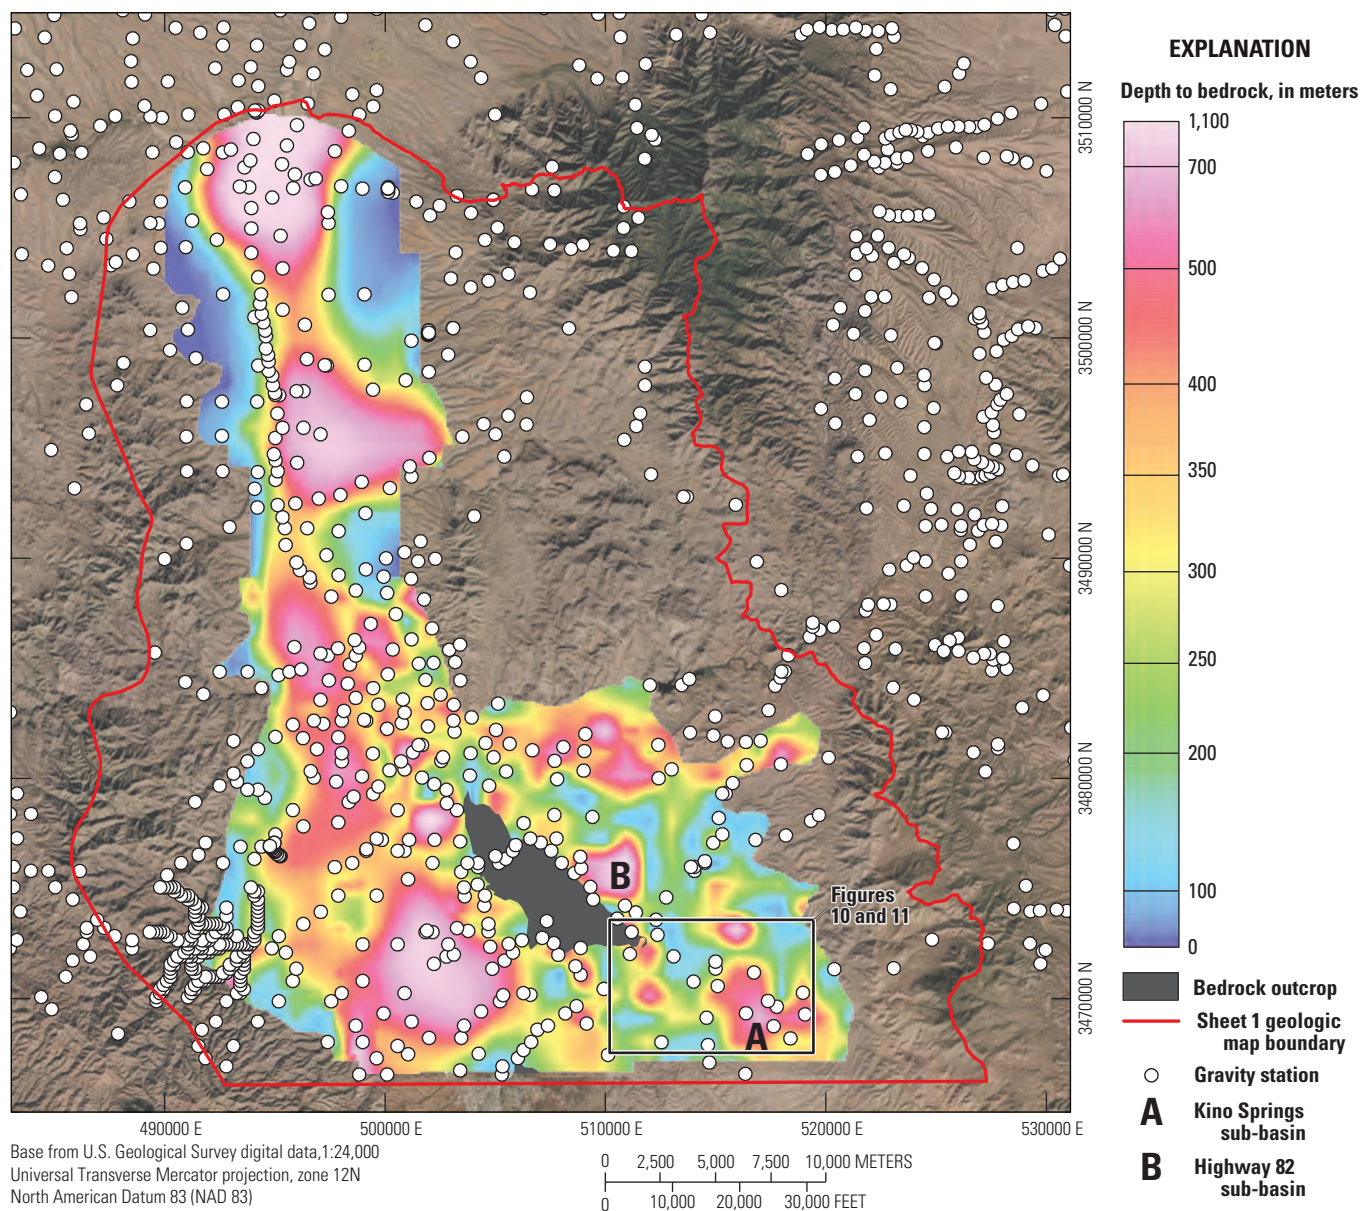 EXPLANATION
Depth to bedrock, in meters
1,100
700
500
400
350
300
250
200
100
0
Bedrock outcrop
Sheet 1 geologic
map boundary
Gravity station
A
Kino Springs
sub-basin
B
Highway 82
sub-basin
3510000 N
3500000 N
3490000 N
3480000 N
3470000 N
B
Figures
10 and 11
A
490000 E
500000 E
510000 E
520000 E
530000 E
Base from U.S. Geological Survey digital data,1:24,000
Universal Transverse Mercator projection, zone 12N
North American Datum 83 (NAD 83)
0 2,500 5,000 7,500 10,000 METERS
0 10,000 20,000 30,000 FEET